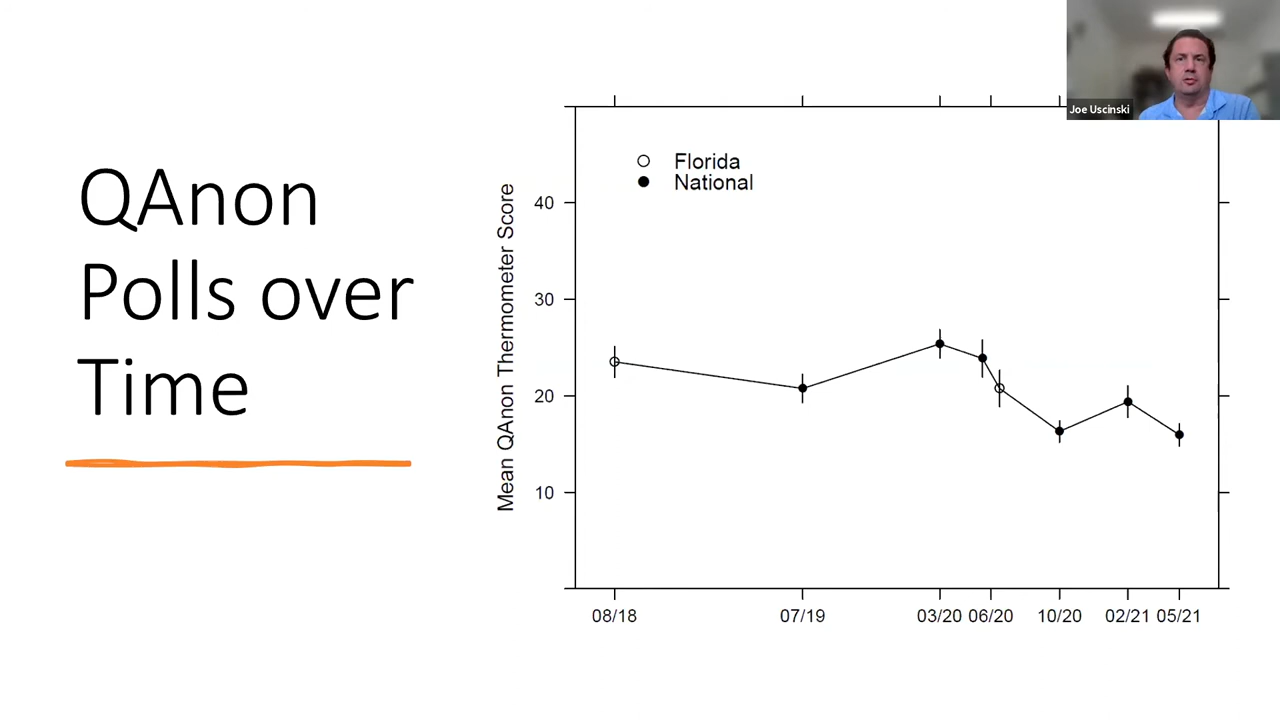 QAnon
Polls over
Time
Joe Uscinski
Florida
National
Mean QAnon Thermometer Score
40
30
20
10
08/18 07/19 03/20 06/20 10/20 02/21 05/21